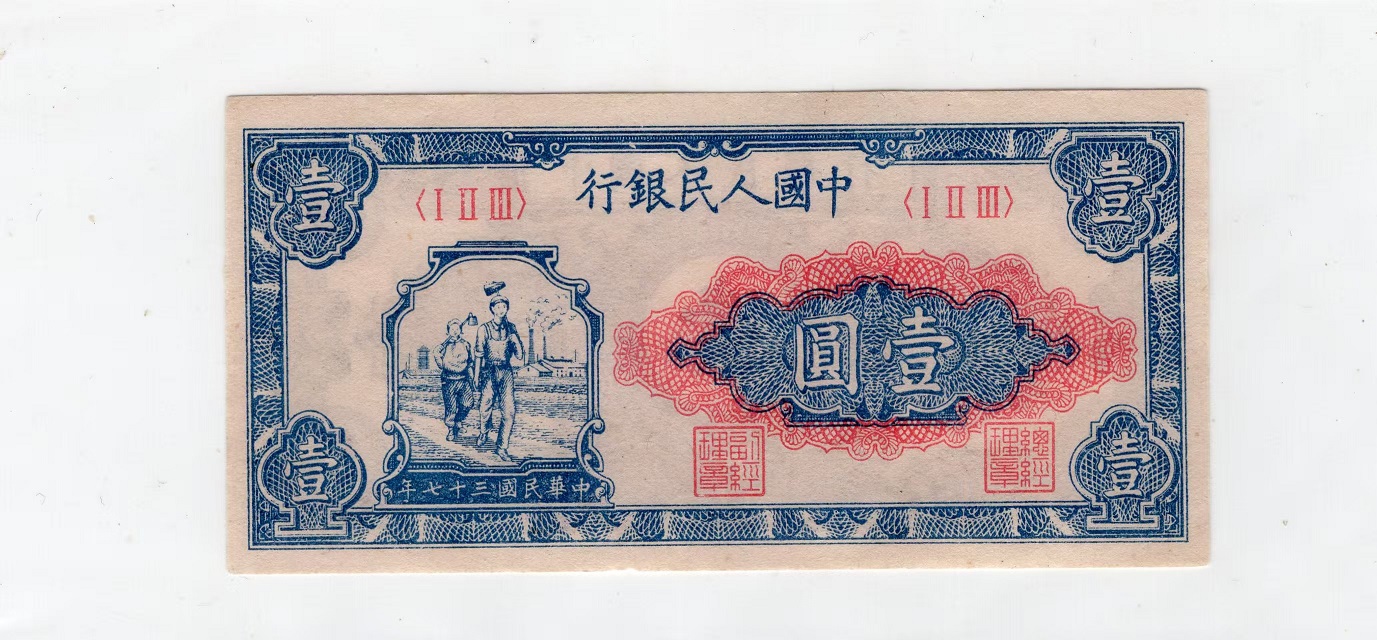 壹
壹
中國人民銀行
〈I II III〉
〈I II III〉
壹圓
中華民國三十七年
總經理章
副經理章
壹
壹